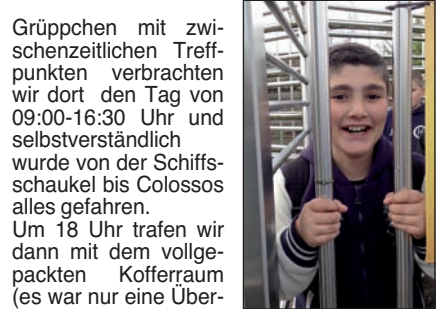 Grüppchen mit zwi-
schenzeitlichen Treff-
punkten verbrachten
wir dort den Tag von
09:00-16:30 Uhr und
selbstverständlich
wurde von der Schiffs-
schaukel bis Colossos
alles gefahren.
Um 18 Uhr trafen wir
dann mit dem vollge-
packten Kofferraum
(es war nur eine Über-